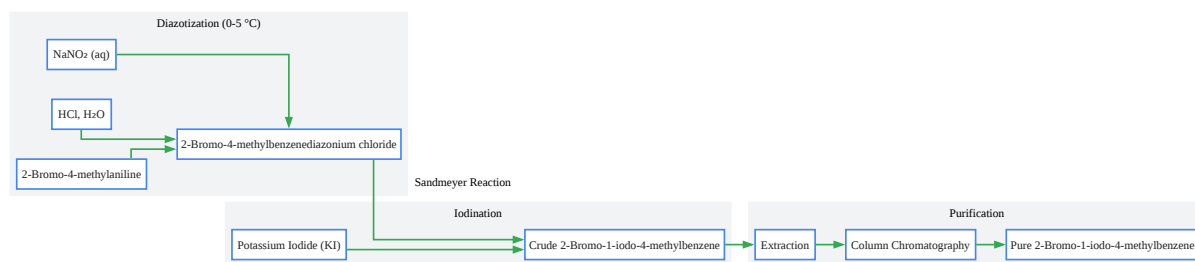 Diazotization (0-5 °C)
NaNO₂ (aq)
HCl, H₂O
2-Bromo-4-methylbenzenediazonium chloride
2-Bromo-4-methylaniline
Sandmeyer Reaction
Iodination
Purification
Potassium Iodide (KI)
Crude 2-Bromo-1-iodo-4-methylbenzene
Extraction
Column Chromatography
Pure 2-Bromo-1-iodo-4-methylbenzene